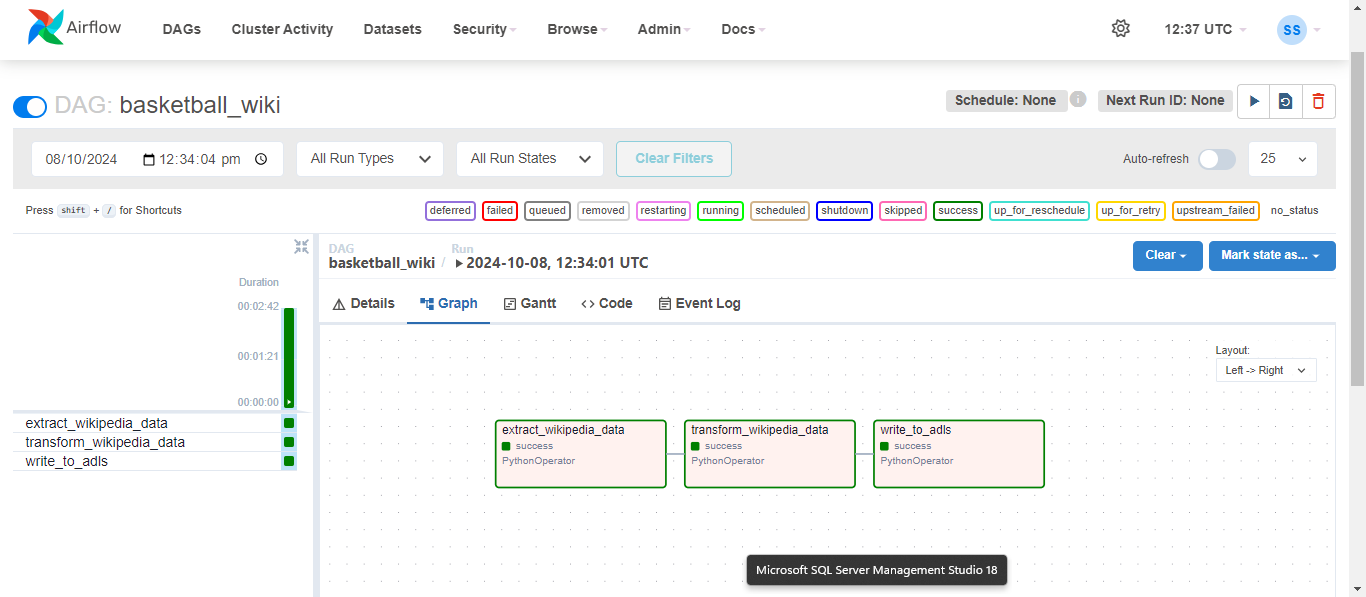 Airflow DAGs Cluster Activity Datasets Security Browse Admin Docs 12:37 UTC SS
DAG: basketball_wiki Schedule: None i Next Run ID: None
08/10/2024 12:34:04 pm All Run Types All Run States Clear Filters Auto-refresh 25
Press shift + / for Shortcuts deferred failed queued removed restarting running scheduled shutdown skipped success up_for_reschedule up_for_retry upstream_failed no_status
DAG Run
basketball_wiki / 2024-10-08, 12:34:01 UTC Clear Mark state as...
Duration
00:02:42
00:01:21
00:00:00
extract_wikipedia_data
transform_wikipedia_data
write_to_adls
Details Graph Gantt Code Event Log
Layout:
Left -> Right
extract_wikipedia_data
success
PythonOperator
transform_wikipedia_data
success
PythonOperator
write_to_adls
success
PythonOperator
Microsoft SQL Server Management Studio 18